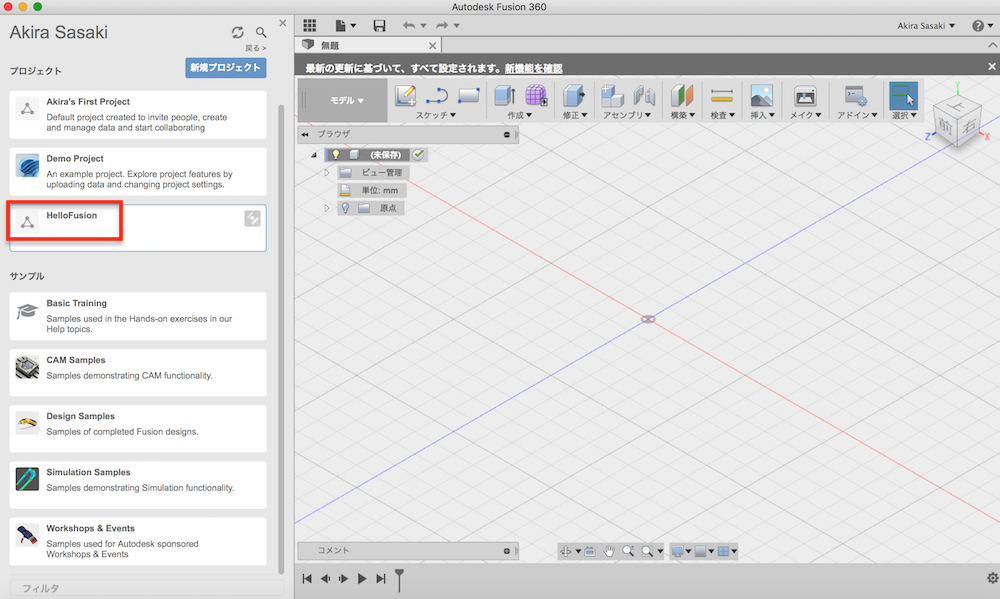 Autodesk Fusion 360
Akira Sasaki
戻る >
プロジェクト
新規プロジェクト
Akira's First Project
Default project created to invite people, create
and manage data and start collaborating
Demo Project
An example project. Explore project features by
uploading data and changing project settings.
HelloFusion
サンプル
Basic Training
Samples used in the Hands-on exercises in our
Help topics.
CAM Samples
Samples demonstrating CAM functionality.
Design Samples
Samples of completed Fusion designs.
Simulation Samples
Samples demonstrating Simulation functionality.
Workshops & Events
Samples used for Autodesk sponsored
Workshops & Events
フィルタ
Akira Sasaki
無題
最新の更新に基づいて、すべて設定されます。新機能を確認
モデル
スケッチ
作成
修正
アセンブリ
構築
検査
挿入
メイク
アドイン
選択
ブラウザ
(未保存)
ビュー管理
単位: mm
原点
Y
上
前
右
Z
X
コメント